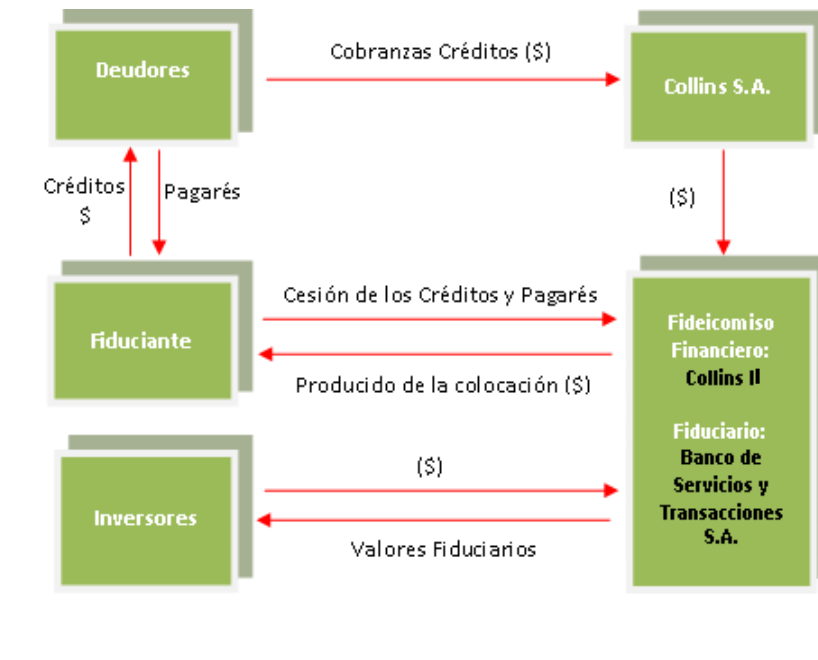 Deudores
Cobranzas Créditos ($)
Collins S.A.
Créditos
$
Pagarés
($)
Fiduciante
Cesión de los Créditos y Pagarés
Producido de la colocación ($)
Fideicomiso
Financiero:
Collins II
Fiduciario:
Banco de
Servicios y
Transacciones
S.A.
Inversores
($)
Valores Fiduciarios